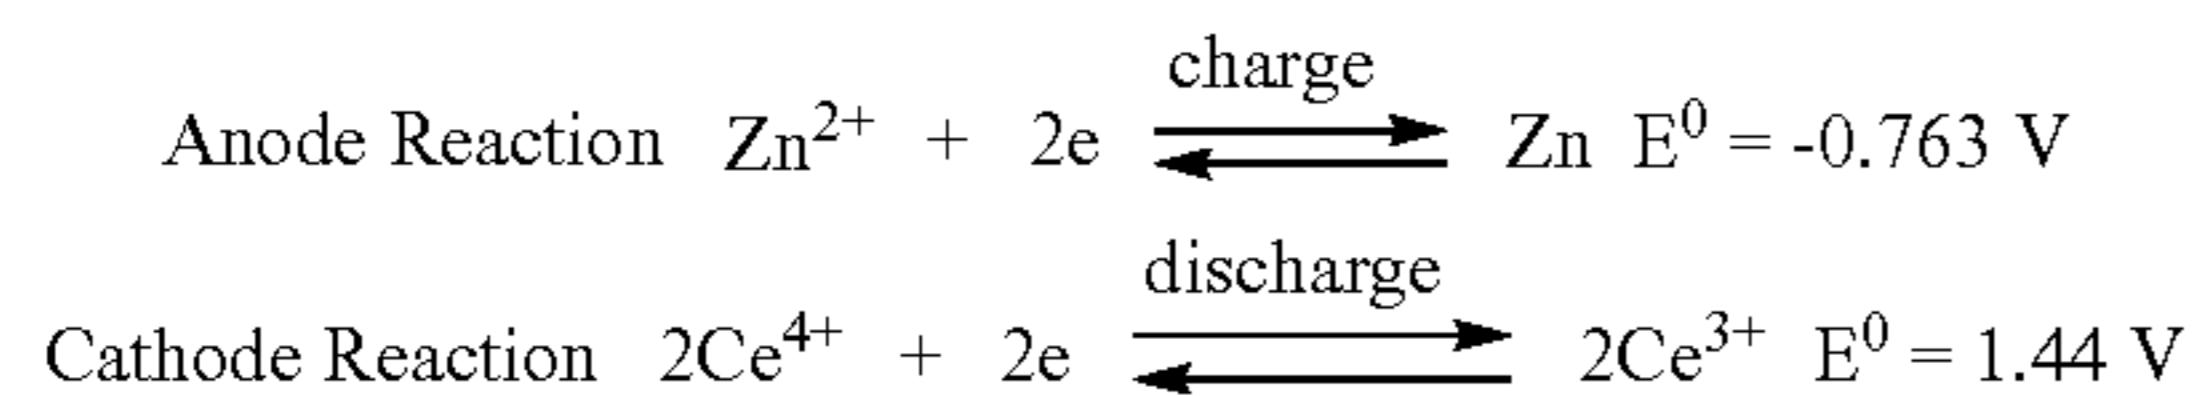 charge
Anode Reaction Zn²⁺ + 2e ⇌ Zn E⁰ = -0.763 V
discharge
Cathode Reaction 2Ce⁴⁺ + 2e ⇌ 2Ce³⁺ E⁰ = 1.44 V